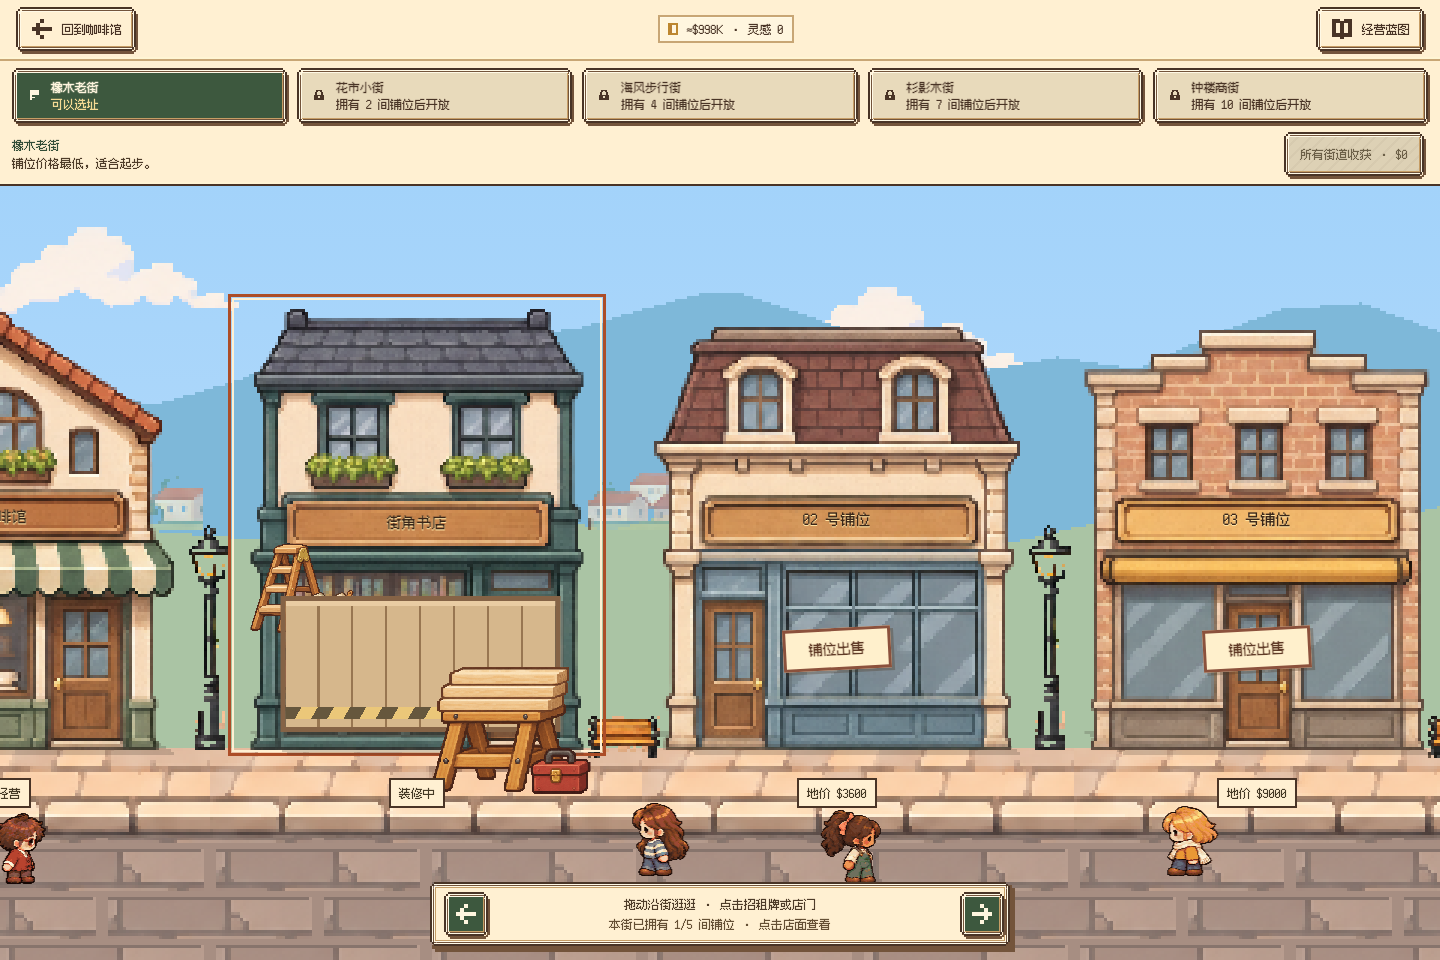 回到咖啡馆
≈$998K · 灵感 0
经营蓝图
橡木老街
可以选址
花市小街
拥有 2 间铺位后开放
海风步行街
拥有 4 间铺位后开放
杉影木街
拥有 7 间铺位后开放
钟楼商街
拥有 10 间铺位后开放
橡木老街
铺位价格最低，适合起步。
所有街道收获 · $0
啡馆
街角书店
02 号铺位
03 号铺位
铺位出售
铺位出售
经营
装修中
地价 $3600
地价 $9000
拖动沿街逛逛 · 点击招租牌或店门
本街已拥有 1/5 间铺位 · 点击店面查看